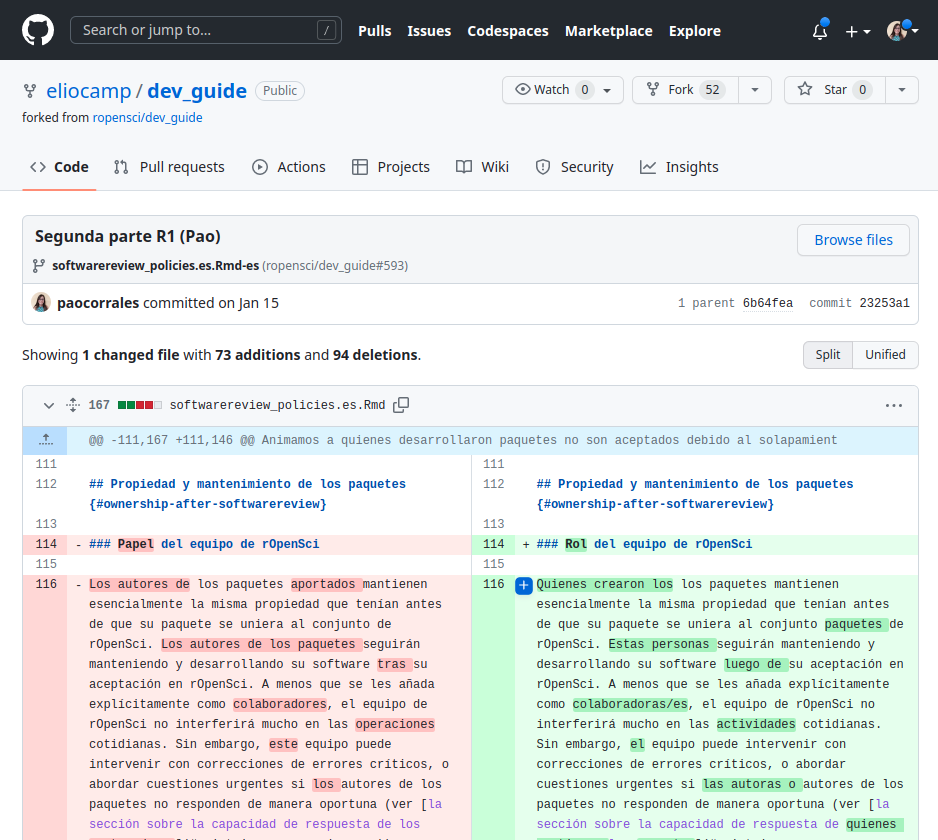 Search or jump to... / Pulls Issues Codespaces Marketplace Explore
eliocamp / dev_guide Public Watch 0 Fork 52 Star 0
forked from ropensci/dev_guide
Code Pull requests Actions Projects Wiki Security Insights
Segunda parte R1 (Pao)
Browse files
softwarereview_policies.es.Rmd-es (ropensci/dev_guide#593)
paocorrales committed on Jan 15 1 parent 6b64fea commit 23253a1
Showing 1 changed file with 73 additions and 94 deletions. Split Unified
167 softwarereview_policies.es.Rmd
@@ -111,167 +111,146 @@ Animamos a quienes desarrollaron paquetes no son aceptados debido al solapamient
111
112 ## Propiedad y mantenimiento de los paquetes
{#ownership-after-softwarereview}
113
114 - ### Papel del equipo de rOpenSci
115
116 - Los autores de los paquetes aportados mantienen
esencialmente la misma propiedad que tenían antes
de que su paquete se uniera al conjunto de
rOpenSci. Los autores de los paquetes seguirán
manteniendo y desarrollando su software tras su
aceptación en rOpenSci. A menos que se les añada
explícitamente como colaboradores, el equipo de
rOpenSci no interferirá mucho en las operaciones
cotidianas. Sin embargo, este equipo puede
intervenir con correcciones de errores críticos, o
abordar cuestiones urgentes si los autores de los
paquetes no responden de manera oportuna (ver [la
sección sobre la capacidad de respuesta de los
111
112 ## Propiedad y mantenimiento de los paquetes
{#ownership-after-softwarereview}
113
114 + ### Rol del equipo de rOpenSci
115
116 + Quienes crearon los los paquetes mantienen
esencialmente la misma propiedad que tenían antes
de que su paquete se uniera al conjunto paquetes de
rOpenSci. Estas personas seguirán manteniendo y
desarrollando su software luego de su aceptación en
rOpenSci. A menos que se les añada explícitamente
como colaboradoras/es, el equipo de rOpenSci no
interferirá mucho en las actividades cotidianas.
Sin embargo, el equipo puede intervenir con
correcciones de errores críticos, o abordar
cuestiones urgentes si las autoras o autores de los
paquetes no responden de manera oportuna (ver [la
sección sobre la capacidad de respuesta de quienes